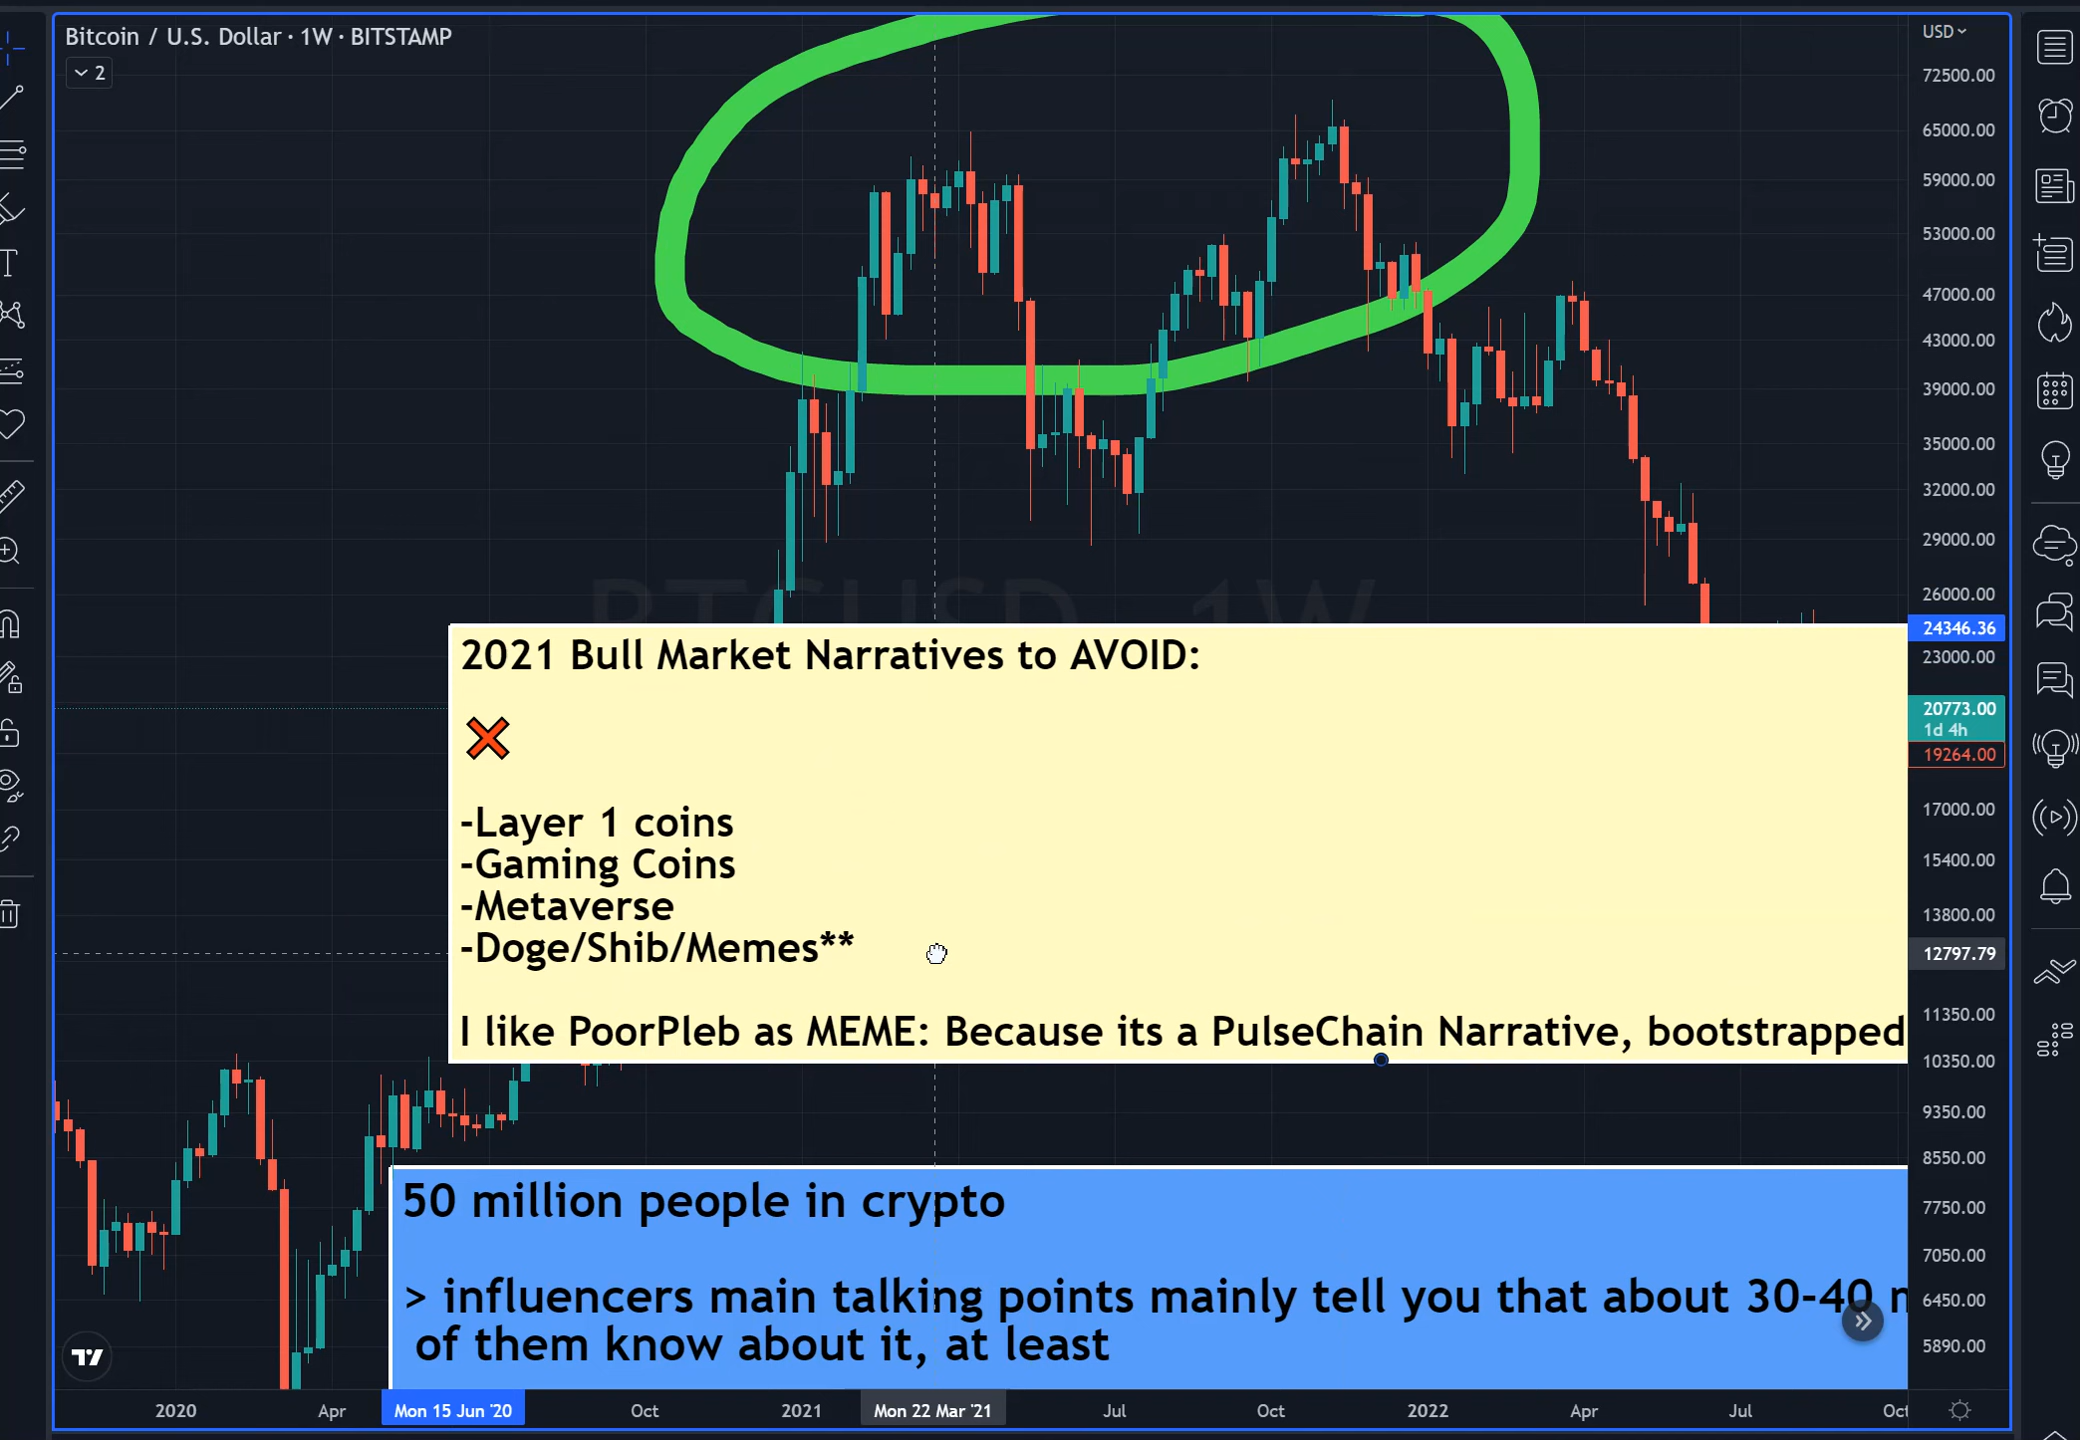 Bitcoin / U.S. Dollar · 1W · BITSTAMP
2
USD
72500.00
65000.00
59000.00
53000.00
47000.00
43000.00
39000.00
35000.00
32000.00
29000.00
26000.00
24346.36
23000.00
20773.00
1d 4h
19264.00
17000.00
15400.00
13800.00
12797.79
11350.00
10350.00
9350.00
8550.00
7750.00
7050.00
6450.00
5890.00
BTCUSD, 1W
2021 Bull Market Narratives to AVOID:
-Layer 1 coins
-Gaming Coins
-Metaverse
-Doge/Shib/Memes**
I like PoorPleb as MEME: Because its a PulseChain Narrative, bootstrapped
50 million people in crypto
> influencers main talking points mainly tell you that about 30-40
of them know about it, at least
2020 Apr Mon 15 Jun '20 Oct 2021 Mon 22 Mar '21 Jul Oct 2022 Apr Jul Oct